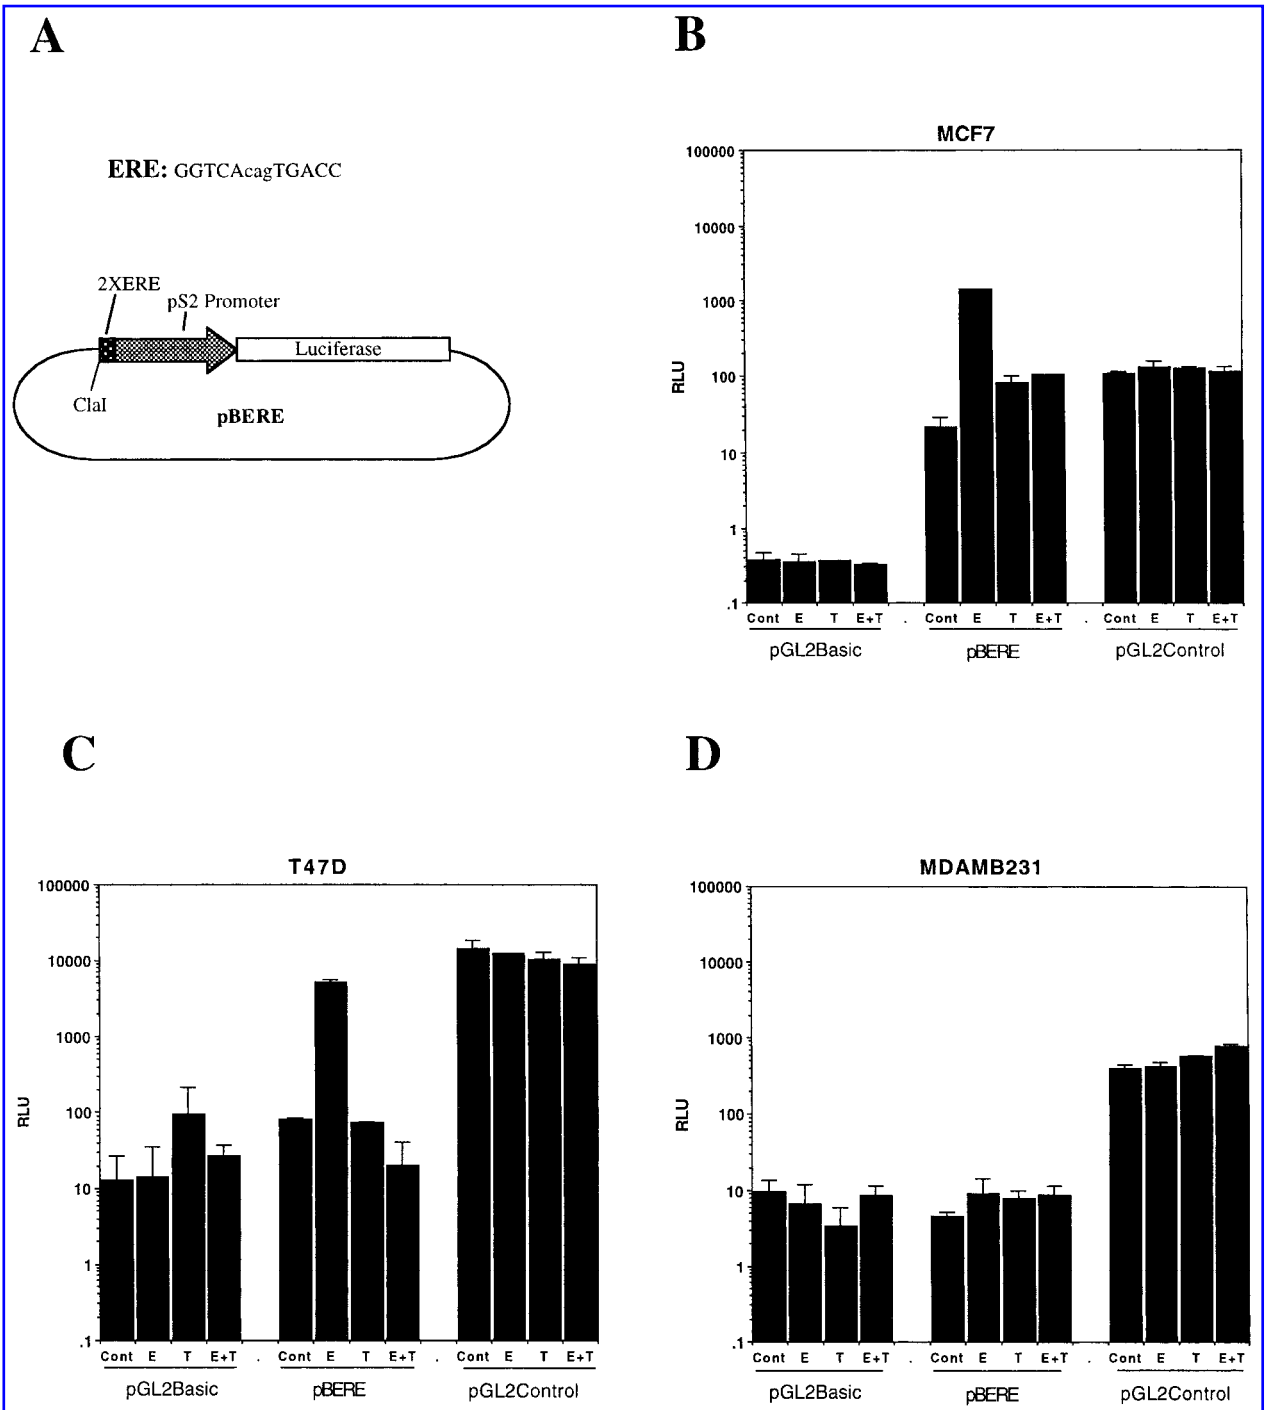 A
ERE: GGTCAcagTGACC
2XERE
pS2 Promoter
Luciferase
ClaI
pBERE
B
MCF7
100000
10000
1000
100
10
1
.1
RLU
Cont E T E+T . Cont E T E+T . Cont E T E+T
pGL2Basic pBERE pGL2Control
C
T47D
100000
10000
1000
100
10
1
.1
RLU
Cont E T E+T . Cont E T E+T . Cont E T E+T
pGL2Basic pBERE pGL2Control
D
MDAMB231
100000
10000
1000
100
10
1
.1
RLU
Cont E T E+T . Cont E T E+T . Cont E T E+T
pGL2Basic pBERE pGL2Control